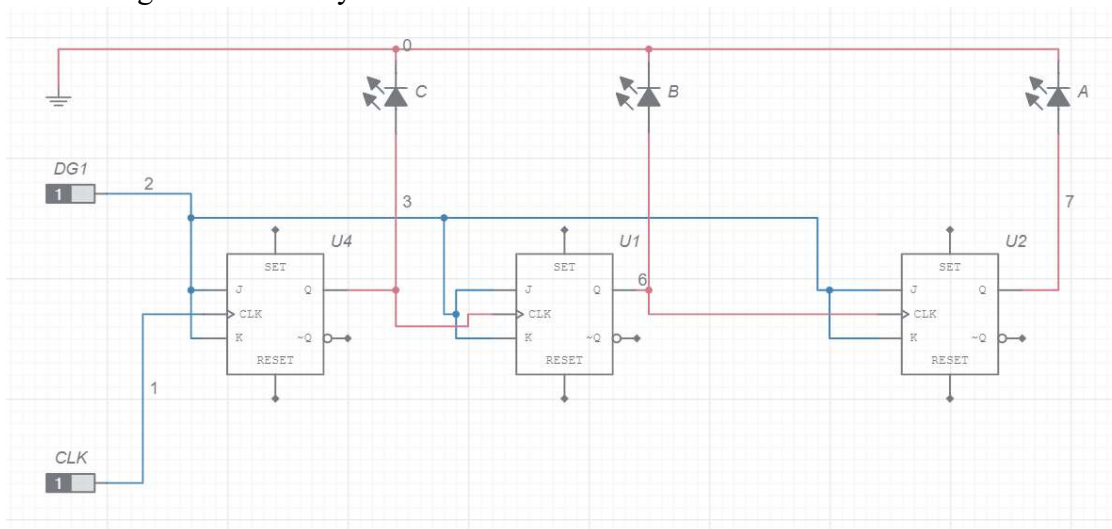 0
C
B
A
DG1
1
2
3
7
U4
U1
U2
SET
SET
SET
J
Q
J
6
Q
J
Q
CLK
CLK
CLK
K
~Q
K
~Q
K
~Q
RESET
RESET
RESET
1
CLK
1